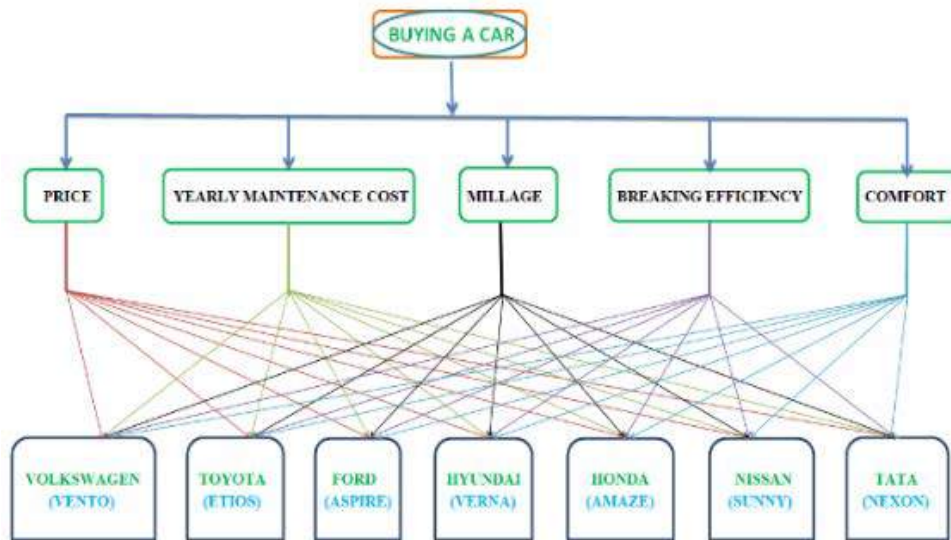 BUYING A CAR
PRICE
YEARLY MAINTENANCE COST
MILLAGE
BREAKING EFFICIENCY
COMFORT
VOLKSWAGEN
(VENTO)
TOYOTA
(ETIOS)
FORD
(ASPIRE)
HYUNDAI
(VERNA)
HONDA
(AMAZE)
NISSAN
(SUNNY)
TATA
(NEXON)